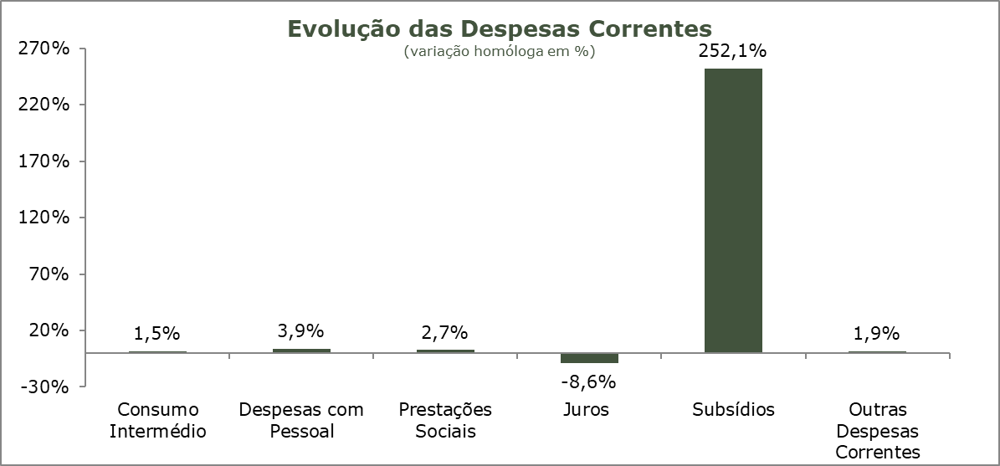 Evolução das Despesas Correntes
(variação homóloga em %)
270%
220%
170%
120%
70%
20%
-30%
1,5%
3,9%
2,7%
-8,6%
252,1%
1,9%
Consumo
Intermédio
Despesas com
Pessoal
Prestações
Sociais
Juros
Subsídios
Outras
Despesas
Correntes